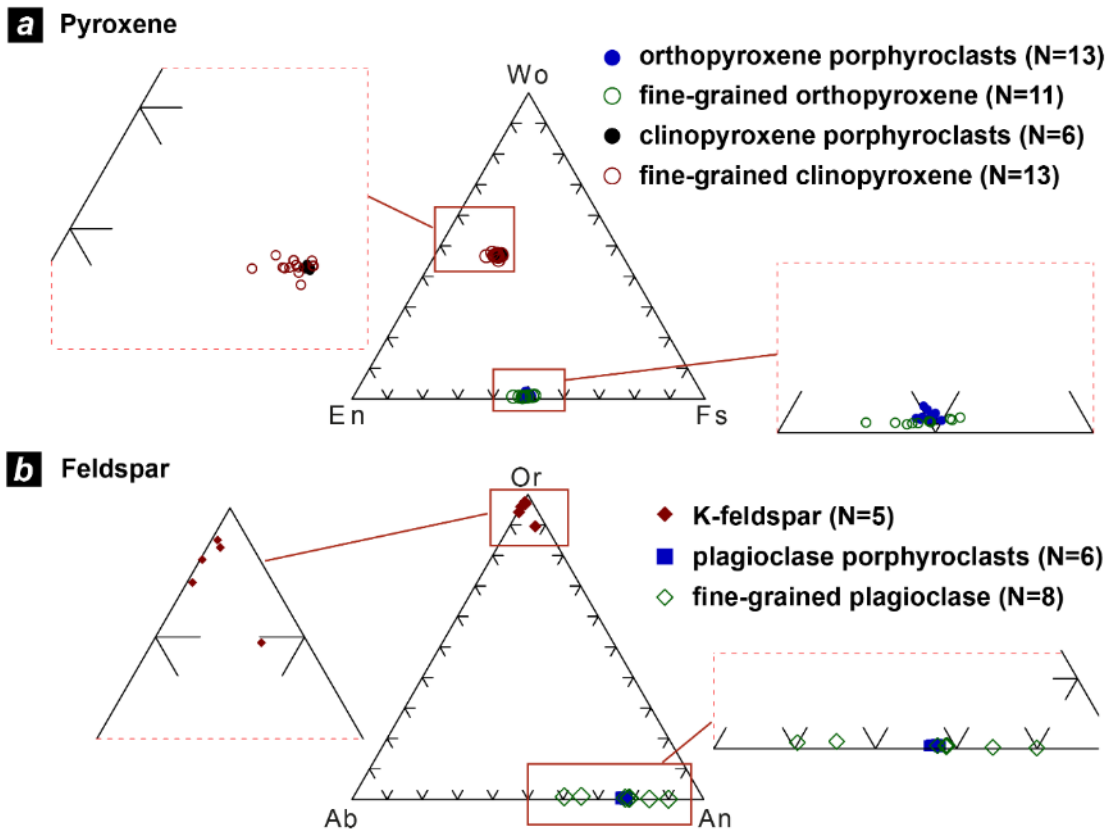 a Pyroxene
Wo
orthopyroxene porphyroclasts (N=13)
fine-grained orthopyroxene (N=11)
clinopyroxene porphyroclasts (N=6)
fine-grained clinopyroxene (N=13)
En
Fs
b Feldspar
Or
K-feldspar (N=5)
plagioclase porphyroclasts (N=6)
fine-grained plagioclase (N=8)
Ab
An